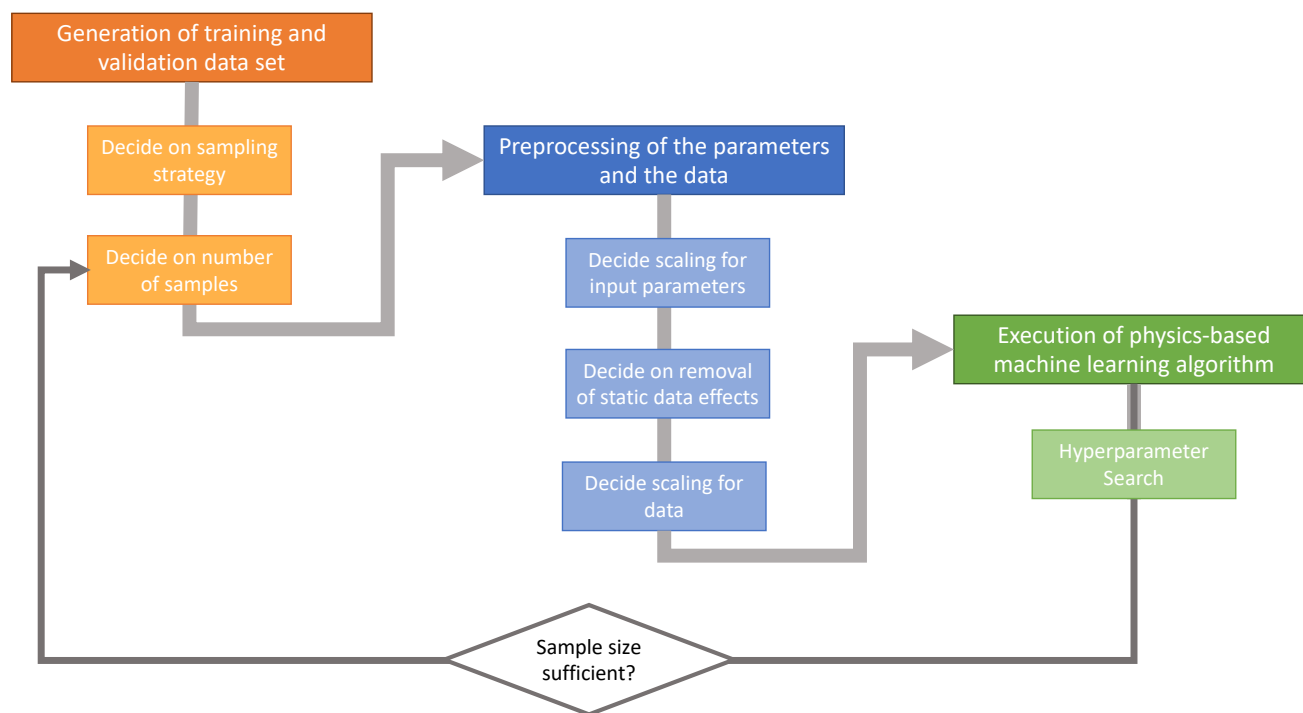 Generation of training and
validation data set
Decide on sampling
strategy
Decide on number
of samples
Preprocessing of the parameters
and the data
Decide scaling for
input parameters
Decide on removal
of static data effects
Decide scaling for
data
Execution of physics-based
machine learning algorithm
Hyperparameter
Search
Sample size
sufficient?